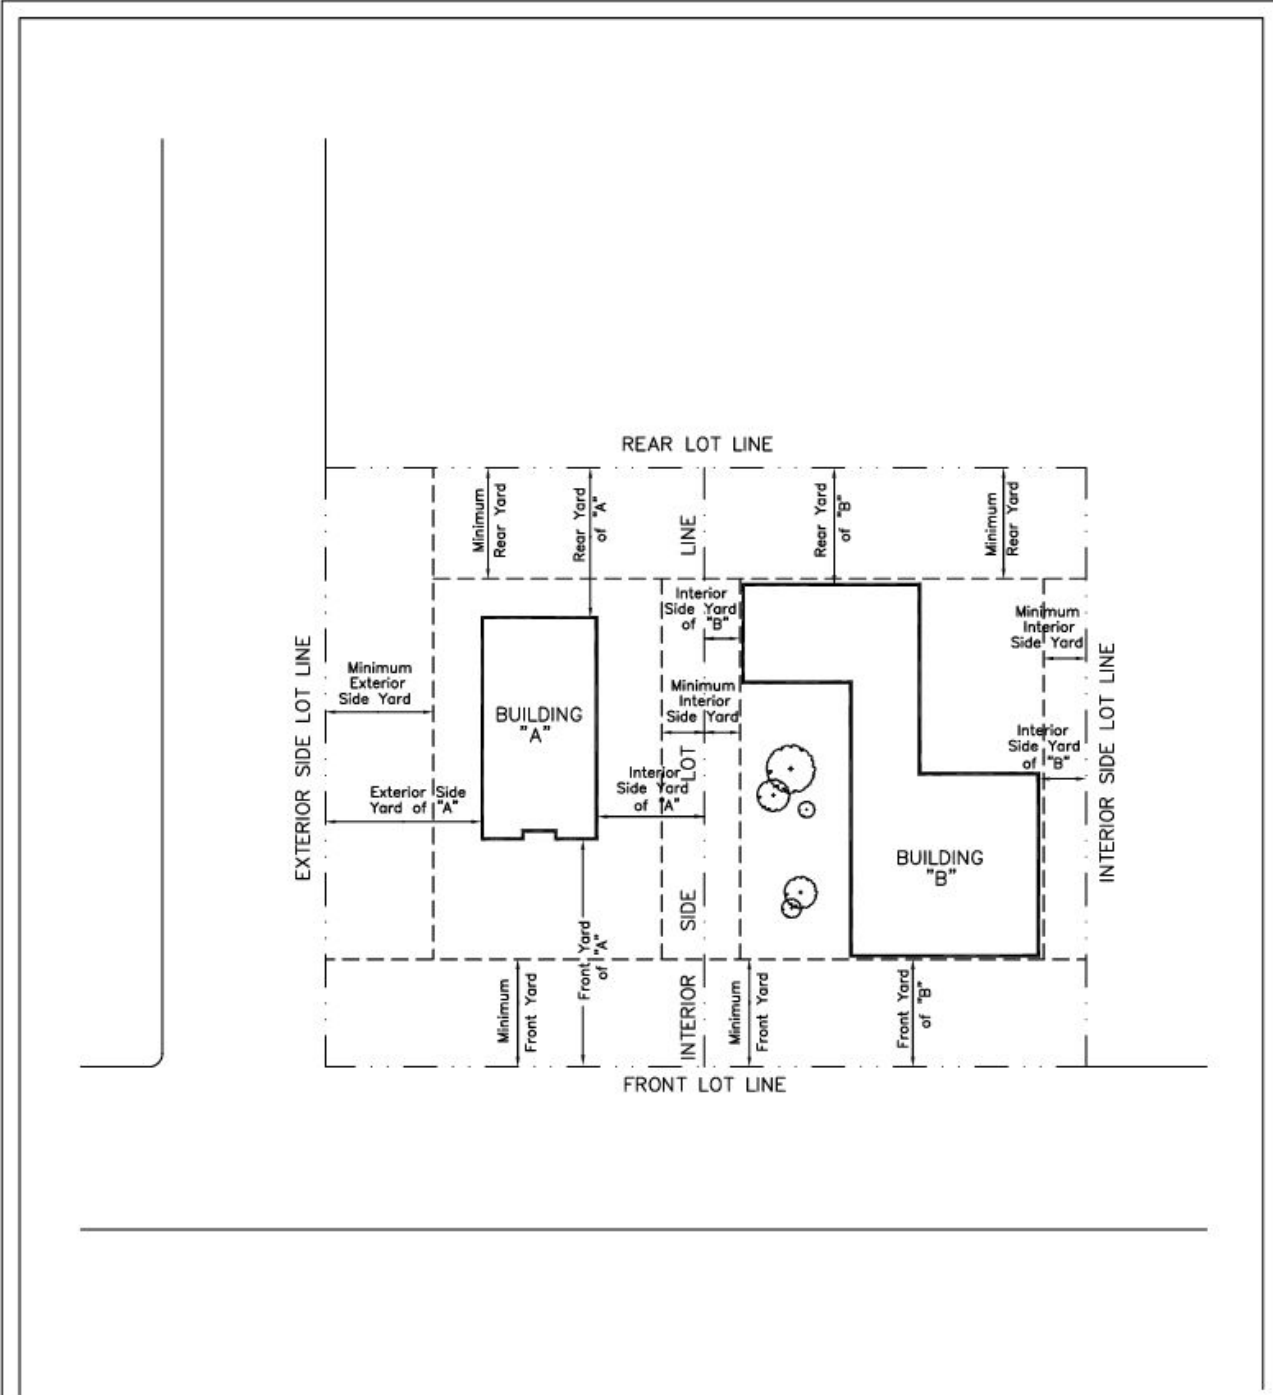 REAR LOT LINE
Minimum
Rear Yard
Rear Yard
of "A"
LINE
Rear Yard
of "B"
Minimum
Rear Yard
Interior
Side Yard
of "B"
Minimum
Interior
Side Yard
Minimum
Exterior
Side Yard
BUILDING
"A"
Minimum
Interior
Side Yard
LOT
Interior
Side Yard
of "B"
Exterior Side
Yard of "A"
Interior
Side Yard
of "A"
EXTERIOR SIDE LOT LINE
INTERIOR SIDE LOT LINE
BUILDING
"B"
SIDE
Front Yard
of "A"
Minimum
Front Yard
INTERIOR
Minimum
Front Yard
Front Yard
of "B"
FRONT LOT LINE